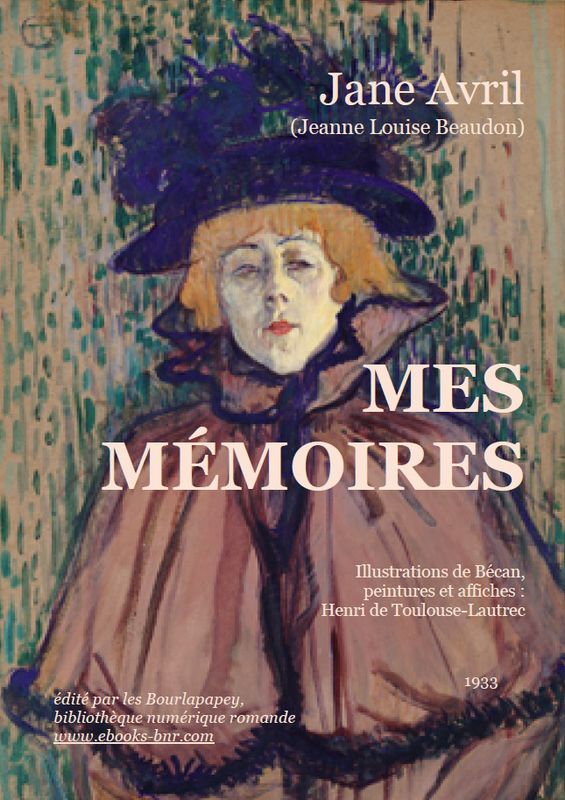 Jane Avril
(Jeanne Louise Beaudon)
MES
MÉMOIRES
Illustrations de Bécan,
peintures et affiches :
Henri de Toulouse-Lautrec
1933
édité par les Bourlapapey,
bibliothèque numérique romande
www.ebooks-bnr.com